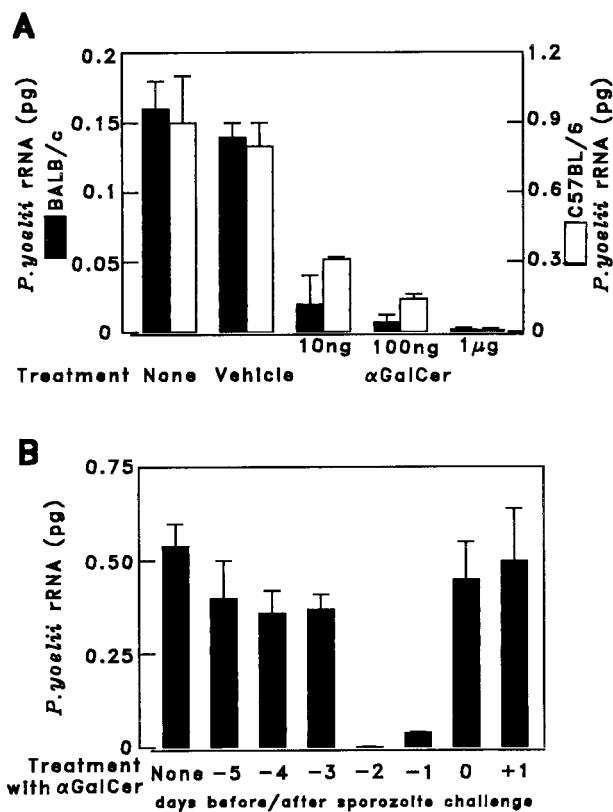 A
P.yoelii rRNA (pg)
BALB/c
0.2
0.15
0.1
0.05
0
1.2
0.9
0.6
0.3
0
C57BL/6
P.yoelii rRNA (pg)
10ng 100ng 1µg
Treatment None Vehicle αGalCer
B
P.yoelii rRNA (pg)
0.75
0.50
0.25
0
Treatment
with αGalCer
None -5 -4 -3 -2 -1 0 +1
days before/after sporozoite challenge